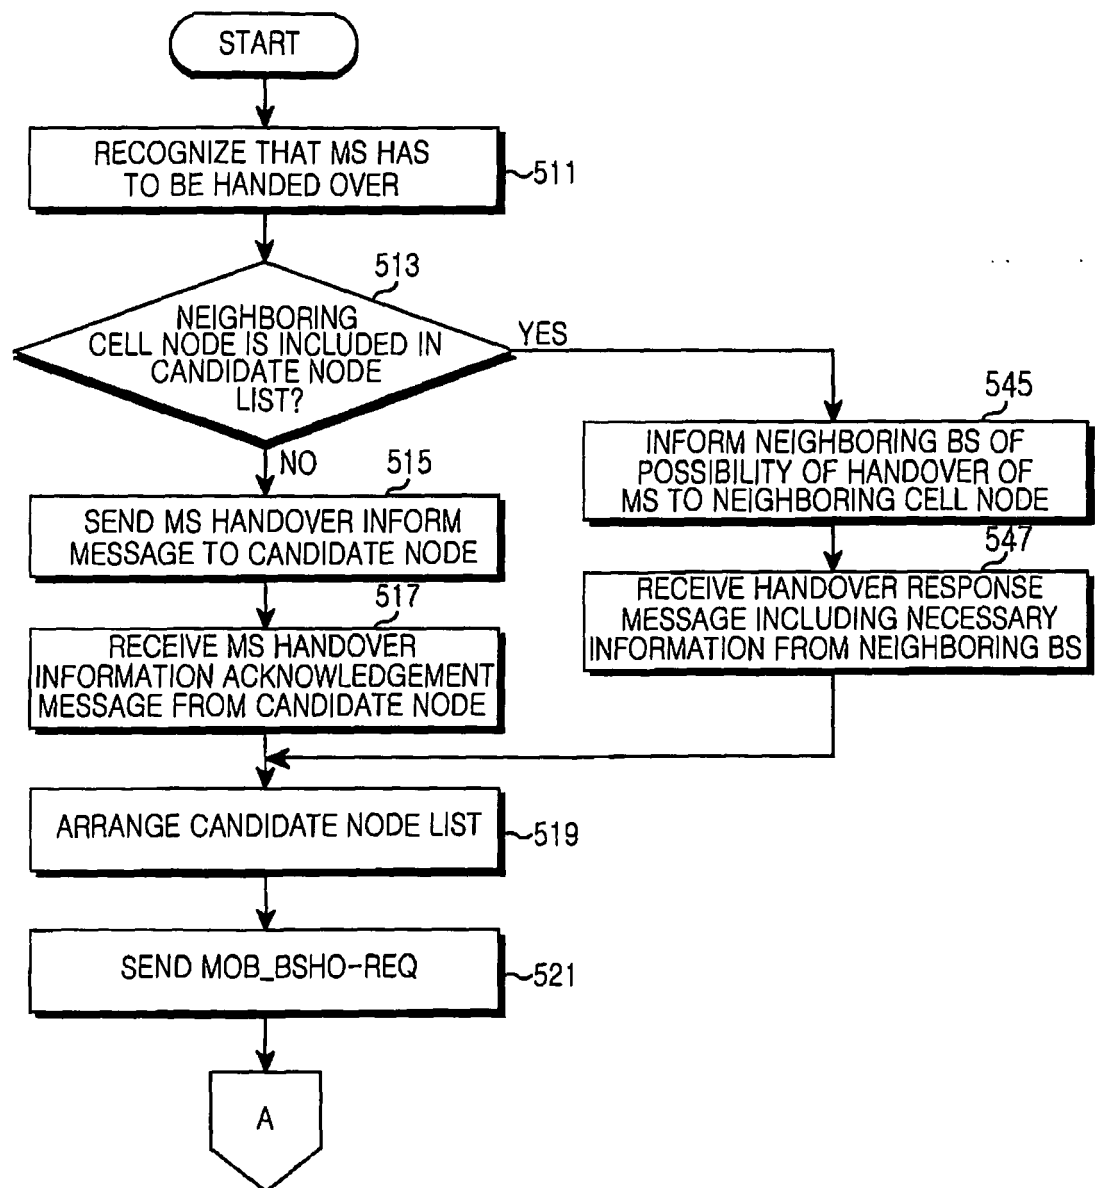 START
RECOGNIZE THAT MS HAS
TO BE HANDED OVER
511
513
NEIGHBORING
CELL NODE IS INCLUDED IN
CANDIDATE NODE
LIST?
YES
NO
515
SEND MS HANDOVER INFORM
MESSAGE TO CANDIDATE NODE
517
RECEIVE MS HANDOVER
INFORMATION ACKNOWLEDGEMENT
MESSAGE FROM CANDIDATE NODE
545
INFORM NEIGHBORING BS OF
POSSIBILITY OF HANDOVER OF
MS TO NEIGHBORING CELL NODE
547
RECEIVE HANDOVER RESPONSE
MESSAGE INCLUDING NECESSARY
INFORMATION FROM NEIGHBORING BS
ARRANGE CANDIDATE NODE LIST
519
SEND MOB_BSHO-REQ
521
A